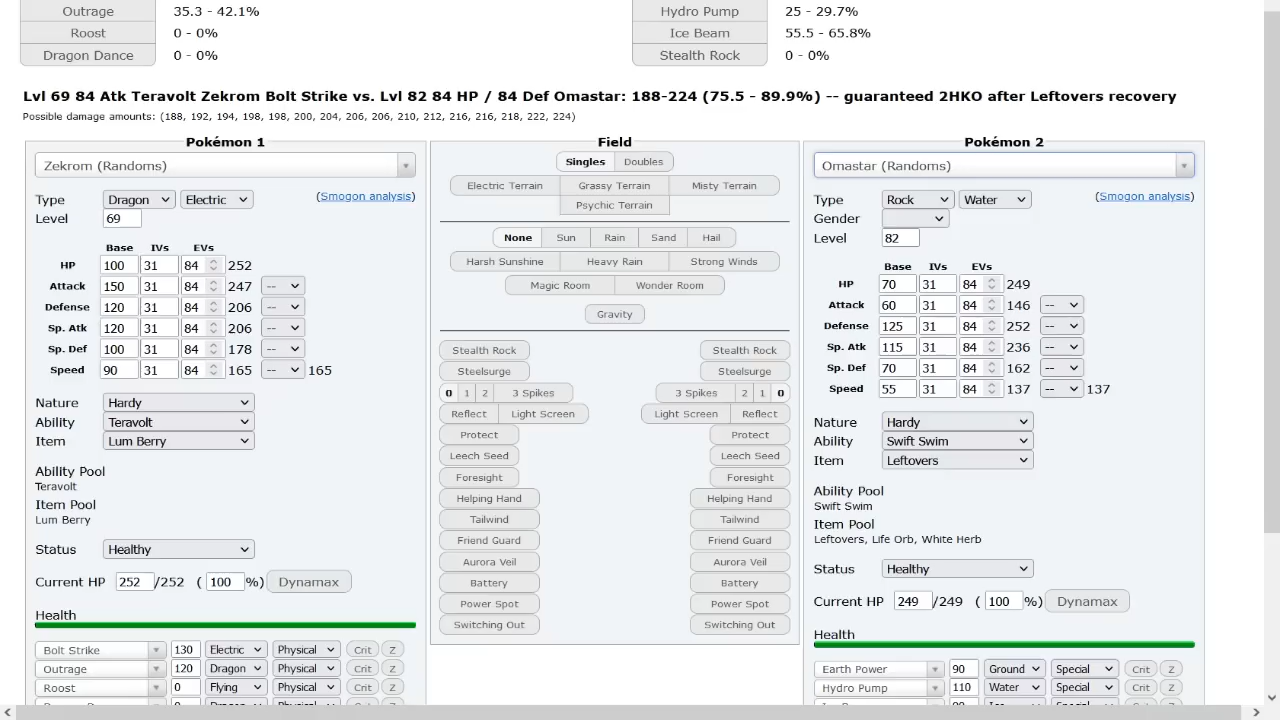 Outrage 35.3 - 42.1% Hydro Pump 25 - 29.7%
Roost 0 - 0% Ice Beam 55.5 - 65.8%
Dragon Dance 0 - 0% Stealth Rock 0 - 0%
Lvl 69 84 Atk Teravolt Zekrom Bolt Strike vs. Lvl 82 84 HP / 84 Def Omastar: 188-224 (75.5 - 89.9%) -- guaranteed 2HKO after Leftovers recovery
Possible damage amounts: (188, 192, 194, 198, 198, 200, 204, 206, 206, 210, 212, 216, 216, 218, 222, 224)
Pokémon 1
Zekrom (Randoms)
Type Dragon Electric (Smogon analysis)
Level 69
Base IVs EVs
HP 100 31 84 252
Attack 150 31 84 247 --
Defense 120 31 84 206 --
Sp. Atk 120 31 84 206 --
Sp. Def 100 31 84 178 --
Speed 90 31 84 165 -- 165
Nature Hardy
Ability Teravolt
Item Lum Berry
Ability Pool
Teravolt
Item Pool
Lum Berry
Status Healthy
Current HP 252 /252 ( 100 %) Dynamax
Health
Bolt Strike 130 Electric Physical Crit Z
Outrage 120 Dragon Physical Crit Z
Roost 0 Flying Physical Crit Z
Field
Singles Doubles
Electric Terrain Grassy Terrain Misty Terrain
Psychic Terrain
None Sun Rain Sand Hail
Harsh Sunshine Heavy Rain Strong Winds
Magic Room Wonder Room
Gravity
Stealth Rock Stealth Rock
Steelsurge Steelsurge
0 1 2 3 Spikes 3 Spikes 2 1 0
Reflect Light Screen Light Screen Reflect
Protect Protect
Leech Seed Leech Seed
Foresight Foresight
Helping Hand Helping Hand
Tailwind Tailwind
Friend Guard Friend Guard
Aurora Veil Aurora Veil
Battery Battery
Power Spot Power Spot
Switching Out Switching Out
Pokémon 2
Omastar (Randoms)
Type Rock Water (Smogon analysis)
Gender
Level 82
Base IVs EVs
HP 70 31 84 249
Attack 60 31 84 146 --
Defense 125 31 84 252 --
Sp. Atk 115 31 84 236 --
Sp. Def 70 31 84 162 --
Speed 55 31 84 137 -- 137
Nature Hardy
Ability Swift Swim
Item Leftovers
Ability Pool
Swift Swim
Item Pool
Leftovers, Life Orb, White Herb
Status Healthy
Current HP 249 /249 ( 100 %) Dynamax
Health
Earth Power 90 Ground Special Crit Z
Hydro Pump 110 Water Special Crit Z